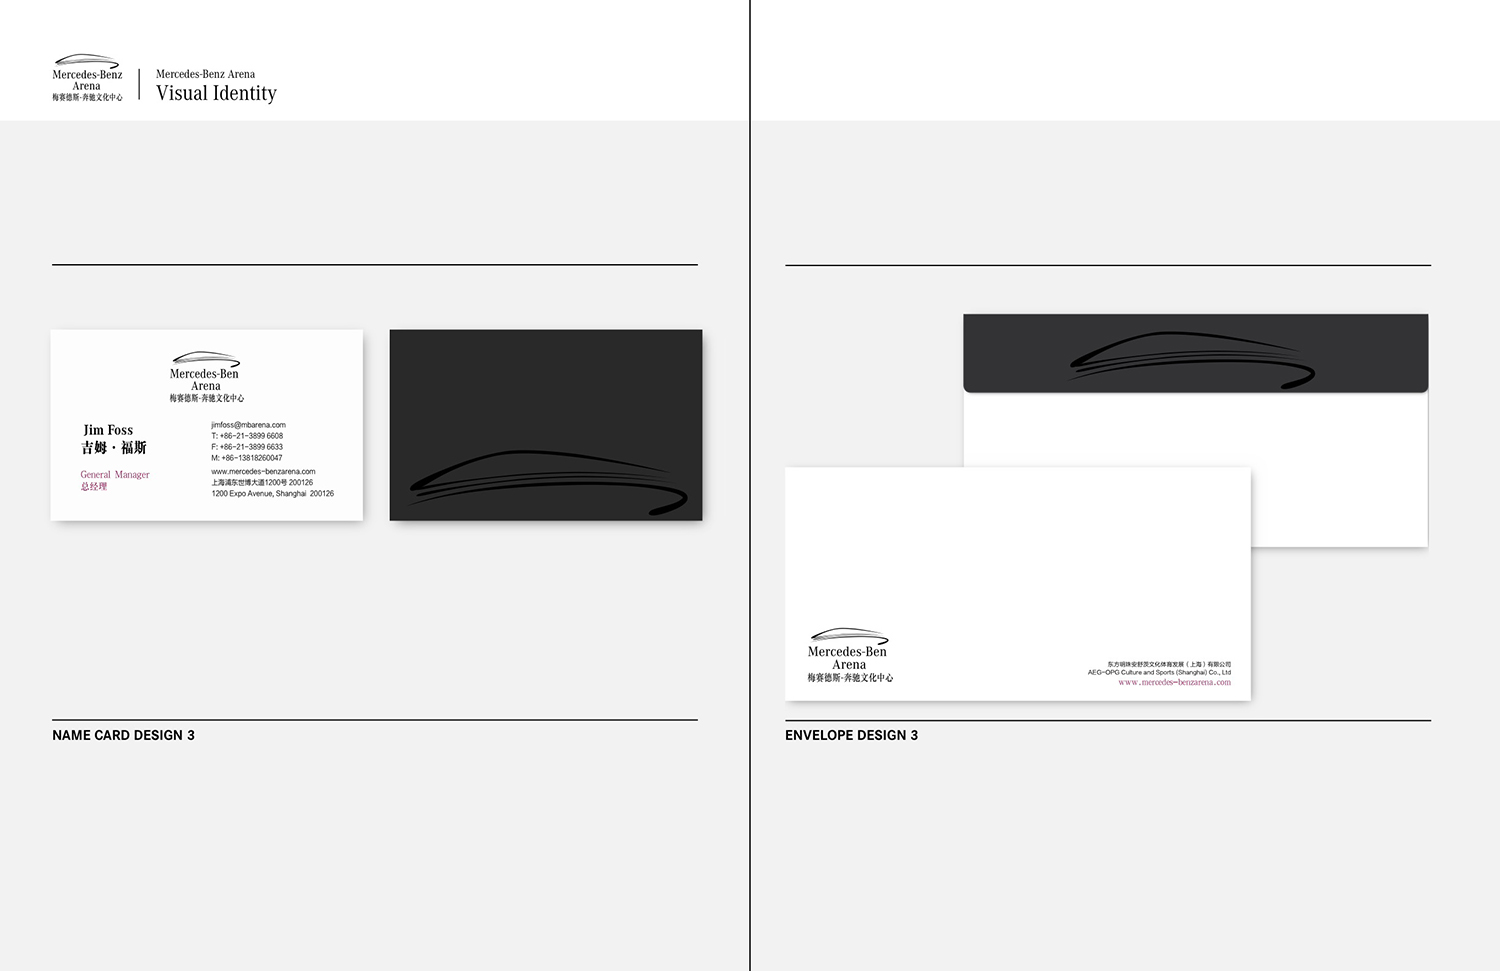 Mercedes-Benz
Arena
梅赛德斯-奔驰文化中心
Mercedes-Benz Arena
Visual Identity
Mercedes-Ben
Arena
梅赛德斯-奔驰文化中心
Jim Foss
吉姆·福斯
General Manager
总经理
jimfoss@mbarena.com
T: +86-21-3899 6608
F: +86-21-3899 6633
M: +86-13818260047
www.mercedes-benzarena.com
上海浦东世博大道1200号 200126
1200 Expo Avenue, Shanghai 200126
NAME CARD DESIGN 3
Mercedes-Ben
Arena
梅赛德斯-奔驰文化中心
东方明珠安舒茨文化体育发展（上海）有限公司
AEG-OPG Culture and Sports (Shanghai) Co., Ltd
www.mercedes-benzarena.com
ENVELOPE DESIGN 3